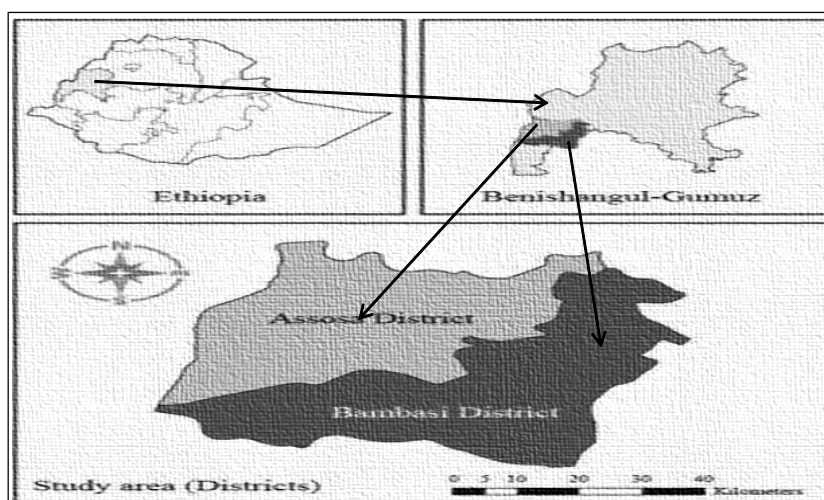 Ethiopia
Benishangul-Gumuz
N
W
E
S
Assosa District
Bambasi District
Study area (Districts)
0 5 10 20 30 40
Kilometers